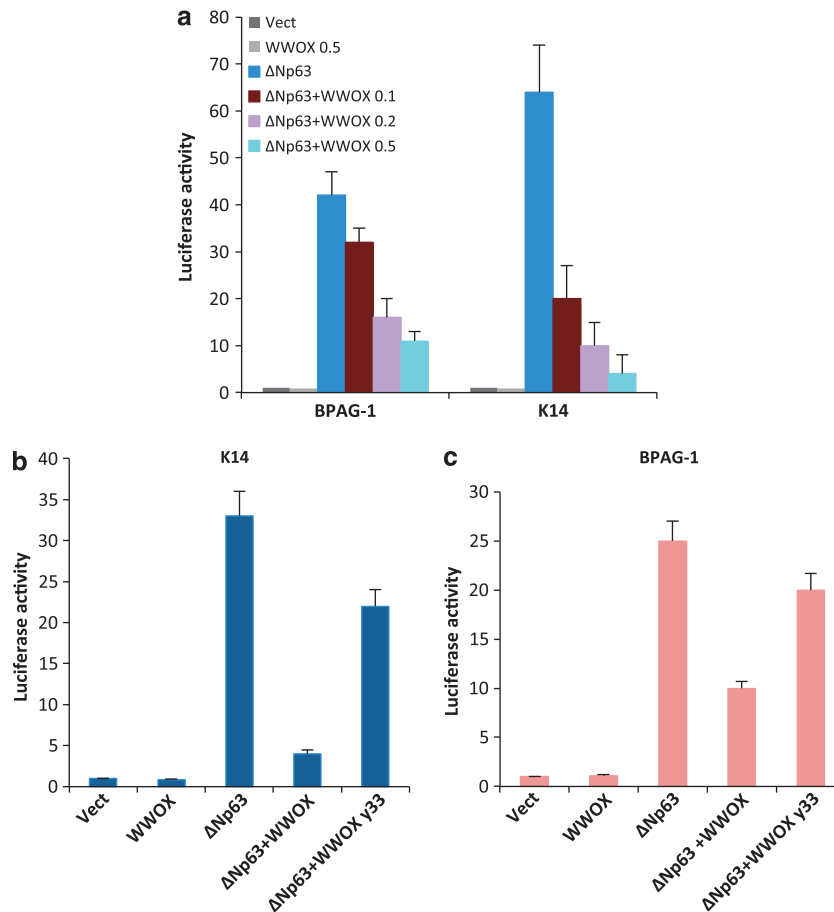 a
80
70
60
50
40
30
20
10
0
Luciferase activity
Vect
WWOX 0.5
ΔNp63
ΔNp63+WWOX 0.1
ΔNp63+WWOX 0.2
ΔNp63+WWOX 0.5
BPAG-1
K14
b
K14
40
35
30
25
20
15
10
5
0
Luciferase activity
Vect
WWOX
ΔNp63
ΔNp63+WWOX
ΔNp63+WWOX y33
c
BPAG-1
30
25
20
15
10
5
0
Luciferase activity
Vect
WWOX
ΔNp63
ΔNp63 +WWOX
ΔNp63+WWOX y33